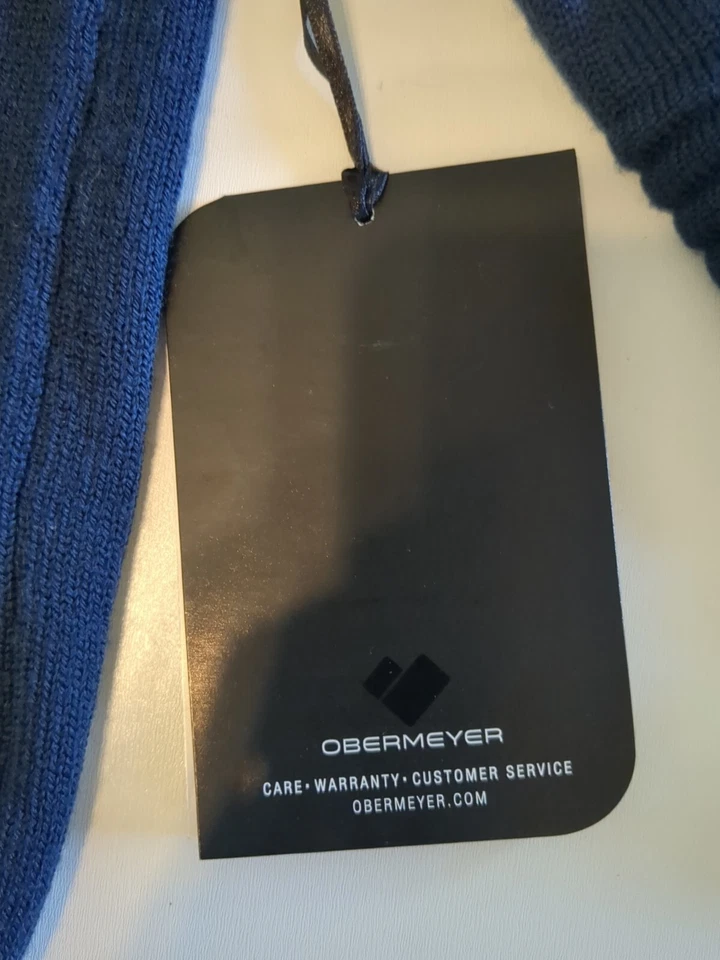 OBERMEYER
CARE • WARRANTY • CUSTOMER SERVICE
OBERMEYER.COM